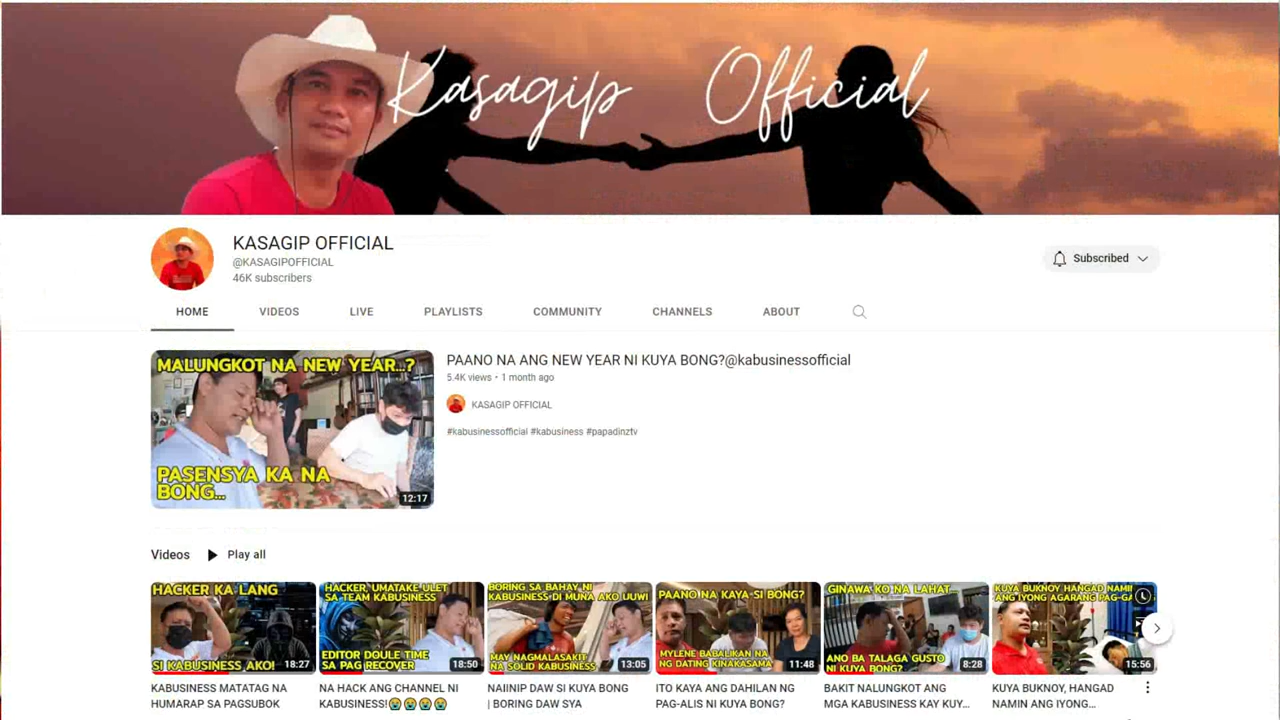 Kasagip Official
KASAGIP OFFICIAL
@KASAGIPOFFICIAL
46K subscribers
Subscribed
HOME VIDEOS LIVE PLAYLISTS COMMUNITY CHANNELS ABOUT
MALUNGKOT NA NEW YEAR...?
PASENSYA KA NA
BONG...
12:17
PAANO NA ANG NEW YEAR NI KUYA BONG?@kabusinessofficial
5.4K views • 1 month ago
KASAGIP OFFICIAL
#kabusinessofficial #kabusiness #papadinztv
Videos Play all
HACKER KA LANG
SI KABUSINESS AKO!
18:27
KABUSINESS MATATAG NA
HUMARAP SA PAGSUBOK
HACKER, UMATAKE ULET
SA TEAM KABUSINESS
EDITOR DOULE TIME
SA PAG RECOVER
18:50
NA HACK ANG CHANNEL NI
KABUSINESS!😭😭😭😭
BORING SA BAHAY NI
KABUSINESS DI MUNA AKO UUWI
MAY NAGMALASAKIT
NA SOLID KABUSINESS
13:05
NAIINIP DAW SI KUYA BONG
| BORING DAW SYA
PAANO NA KAYA SI BONG?
MYLENE BABALIKAN NA
NG DATING KINAKASAMA
11:48
ITO KAYA ANG DAHILAN NG
PAG-ALIS NI KUYA BONG?
GINAWA KO NA LAHAT
ANO BA TALAGA GUSTO
NI KUYA BONG?
8:28
BAKIT NALUNGKOT ANG
MGA KABUSINESS KAY KUY...
KUYA BUKNOY HANGAD NAMIN
ANG IYONG AGARANG
15:56
KUYA BUKNOY, HANGAD
NAMIN ANG IYONG...